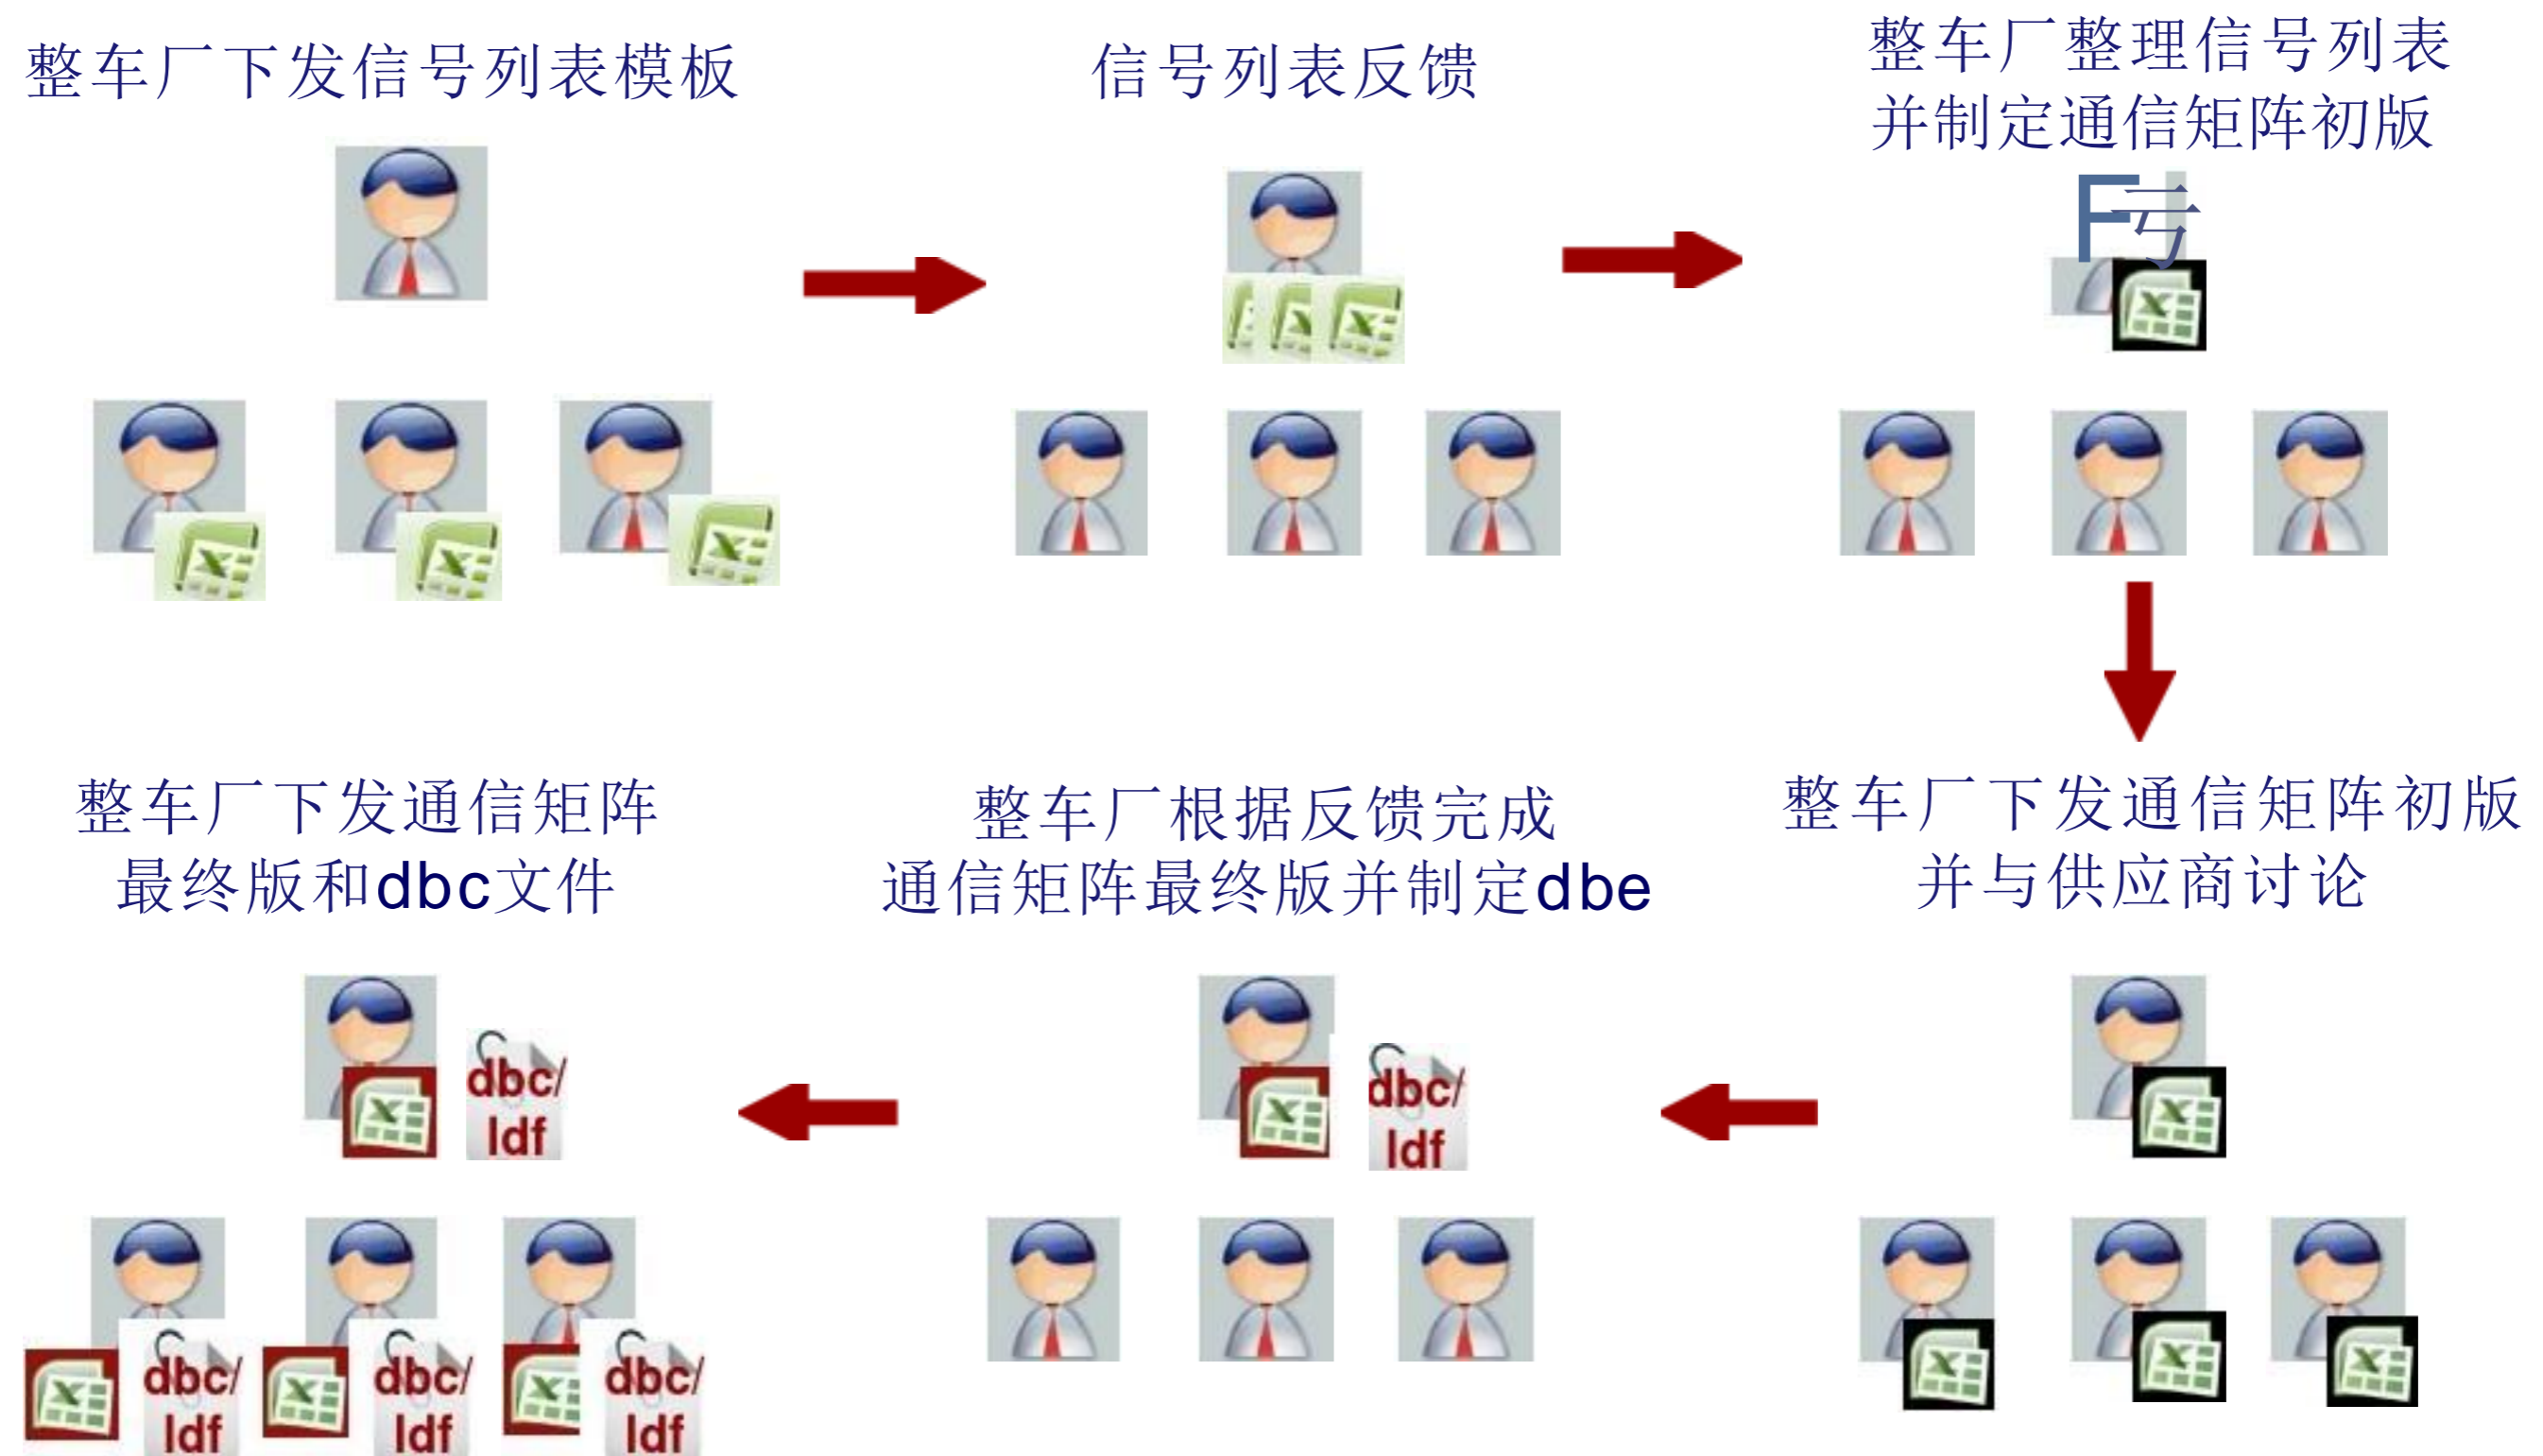 整车厂下发信号列表模板
信号列表反馈
整车厂整理信号列表
并制定通信矩阵初版
F亏
整车厂下发通信矩阵
最终版和dbc文件
整车厂根据反馈完成
通信矩阵最终版并制定dbe
整车厂下发通信矩阵初版
并与供应商讨论
dbc/
ldf
dbc/
ldf
dbc/
ldf
dbc/
ldf
dbc/
ldf